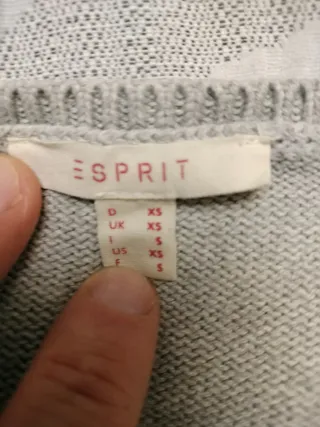 ESPRIT
D XS
UK XS
I S
US XS
F S